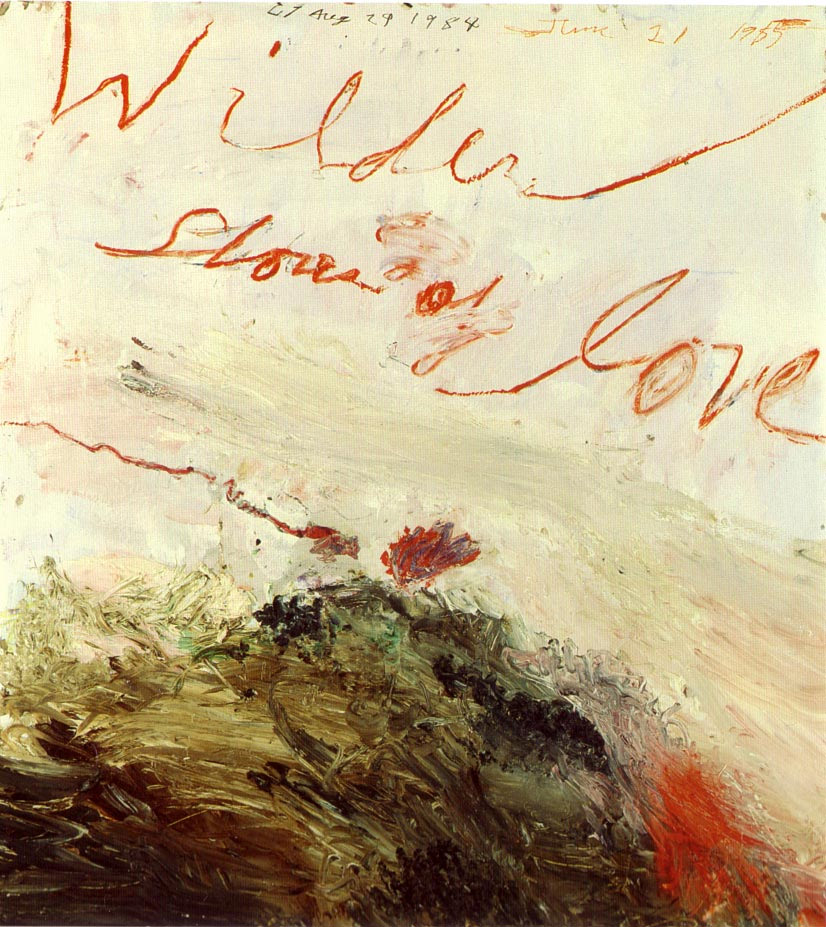 Aug 29 1984 June 21 1985
Wilder
Shores of
love